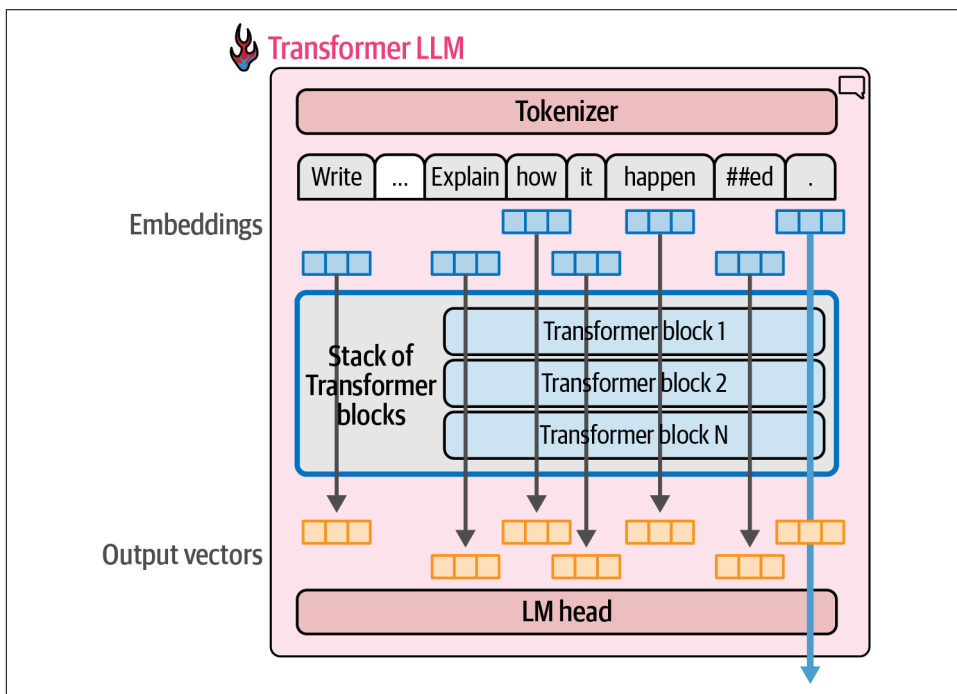 Transformer LLM
Tokenizer
Write ... Explain how it happen ##ed .
Embeddings
Stack of
Transformer
blocks
Transformer block 1
Transformer block 2
Transformer block N
Output vectors
LM head